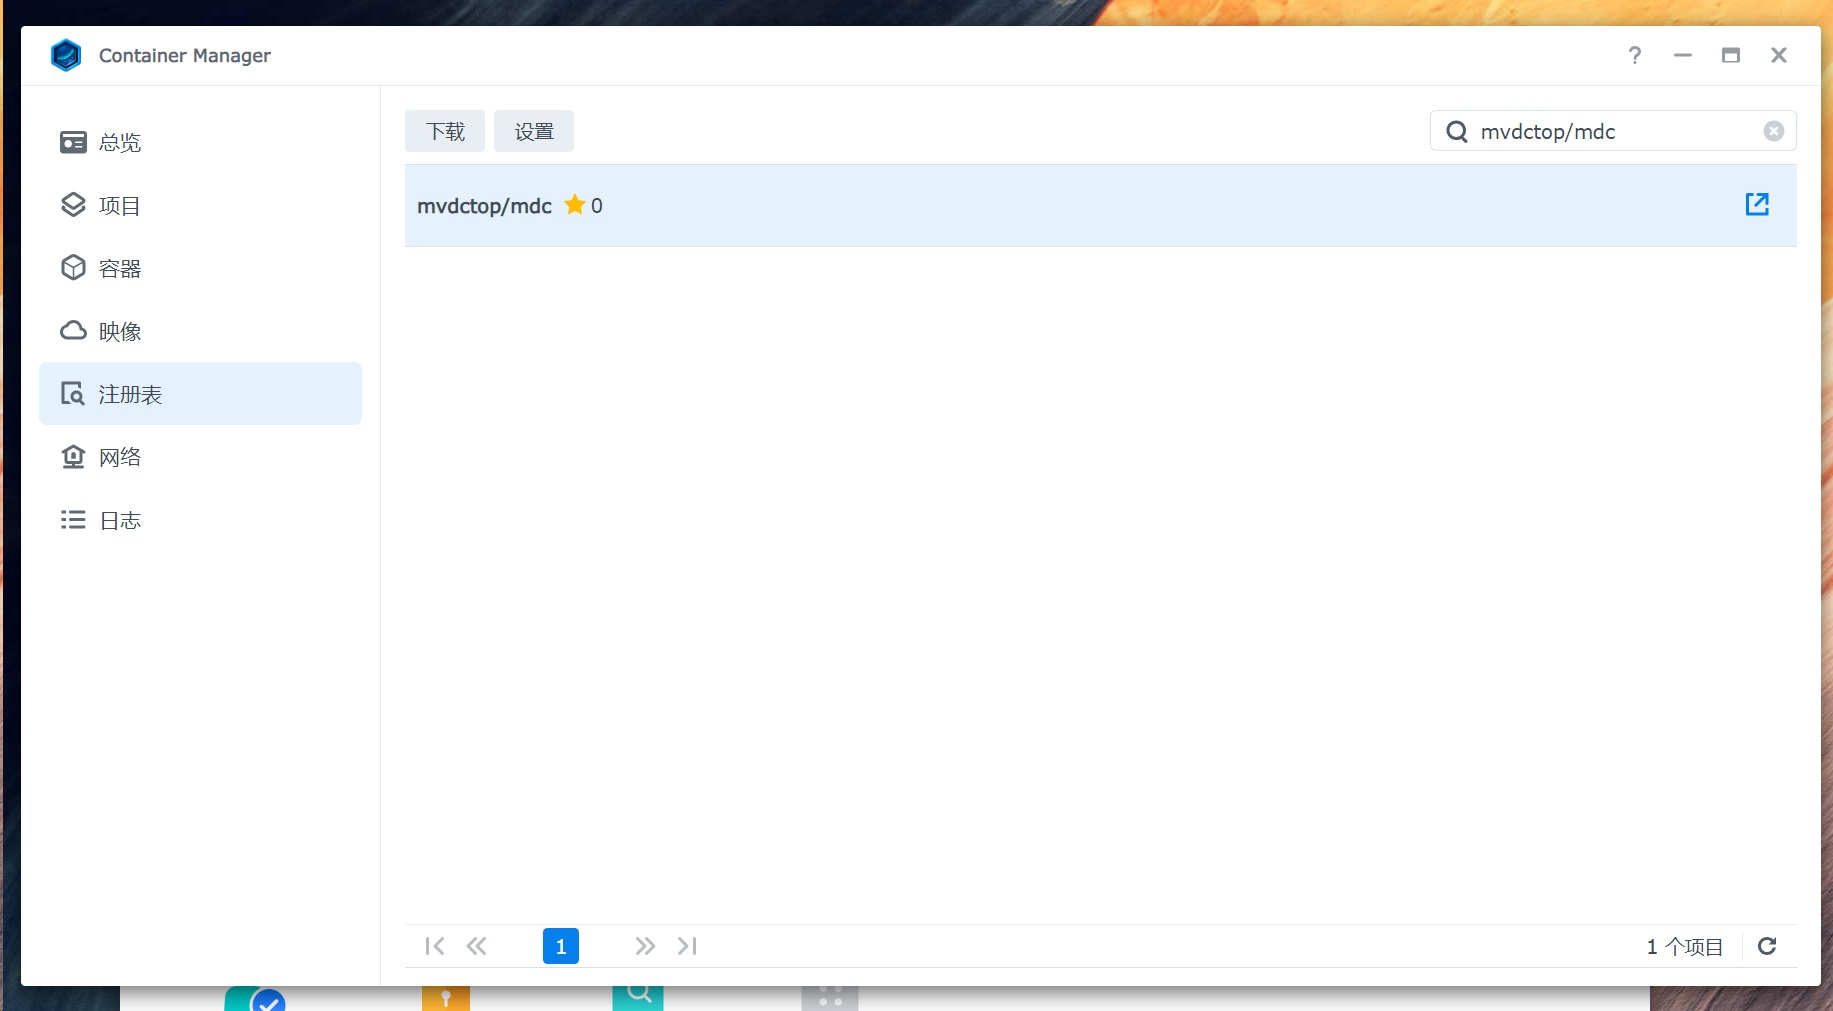 Container Manager
?
总览
项目
容器
映像
注册表
网络
日志
下载
设置
mvdctop/mdc
mvdctop/mdc 0
1
1 个项目